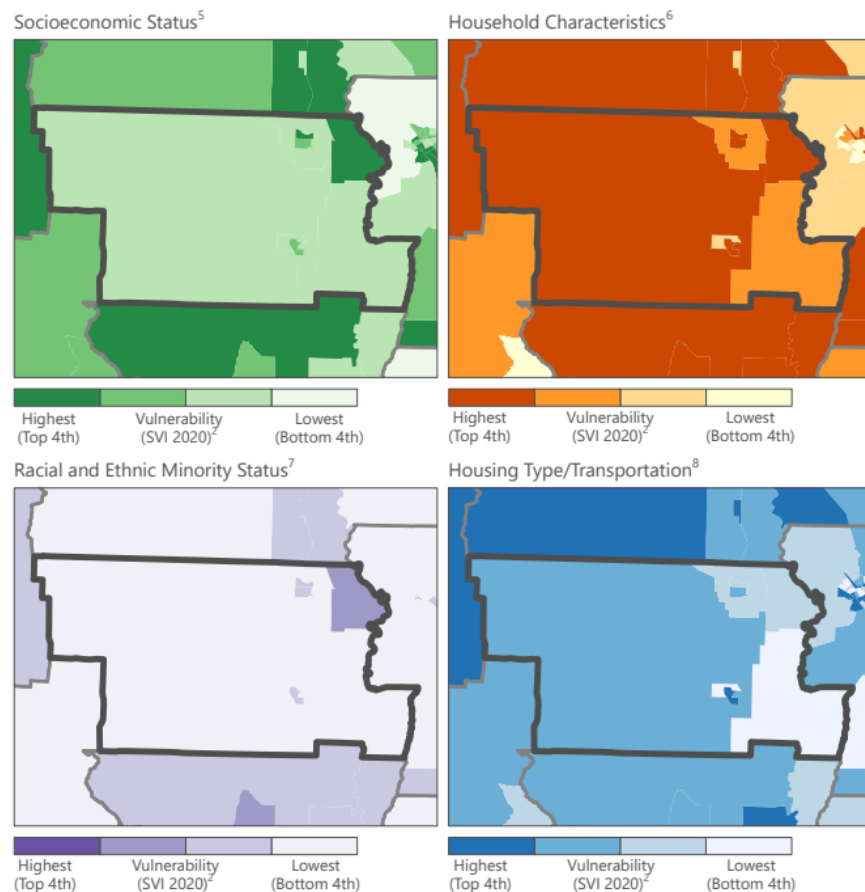 Socioeconomic Status⁵
Household Characteristics⁶
Highest
(Top 4th)
Vulnerability
(SVI 2020)²
Lowest
(Bottom 4th)
Highest
(Top 4th)
Vulnerability
(SVI 2020)²
Lowest
(Bottom 4th)
Racial and Ethnic Minority Status⁷
Housing Type/Transportation⁸
Highest
(Top 4th)
Vulnerability
(SVI 2020)²
Lowest
(Bottom 4th)
Highest
(Top 4th)
Vulnerability
(SVI 2020)²
Lowest
(Bottom 4th)